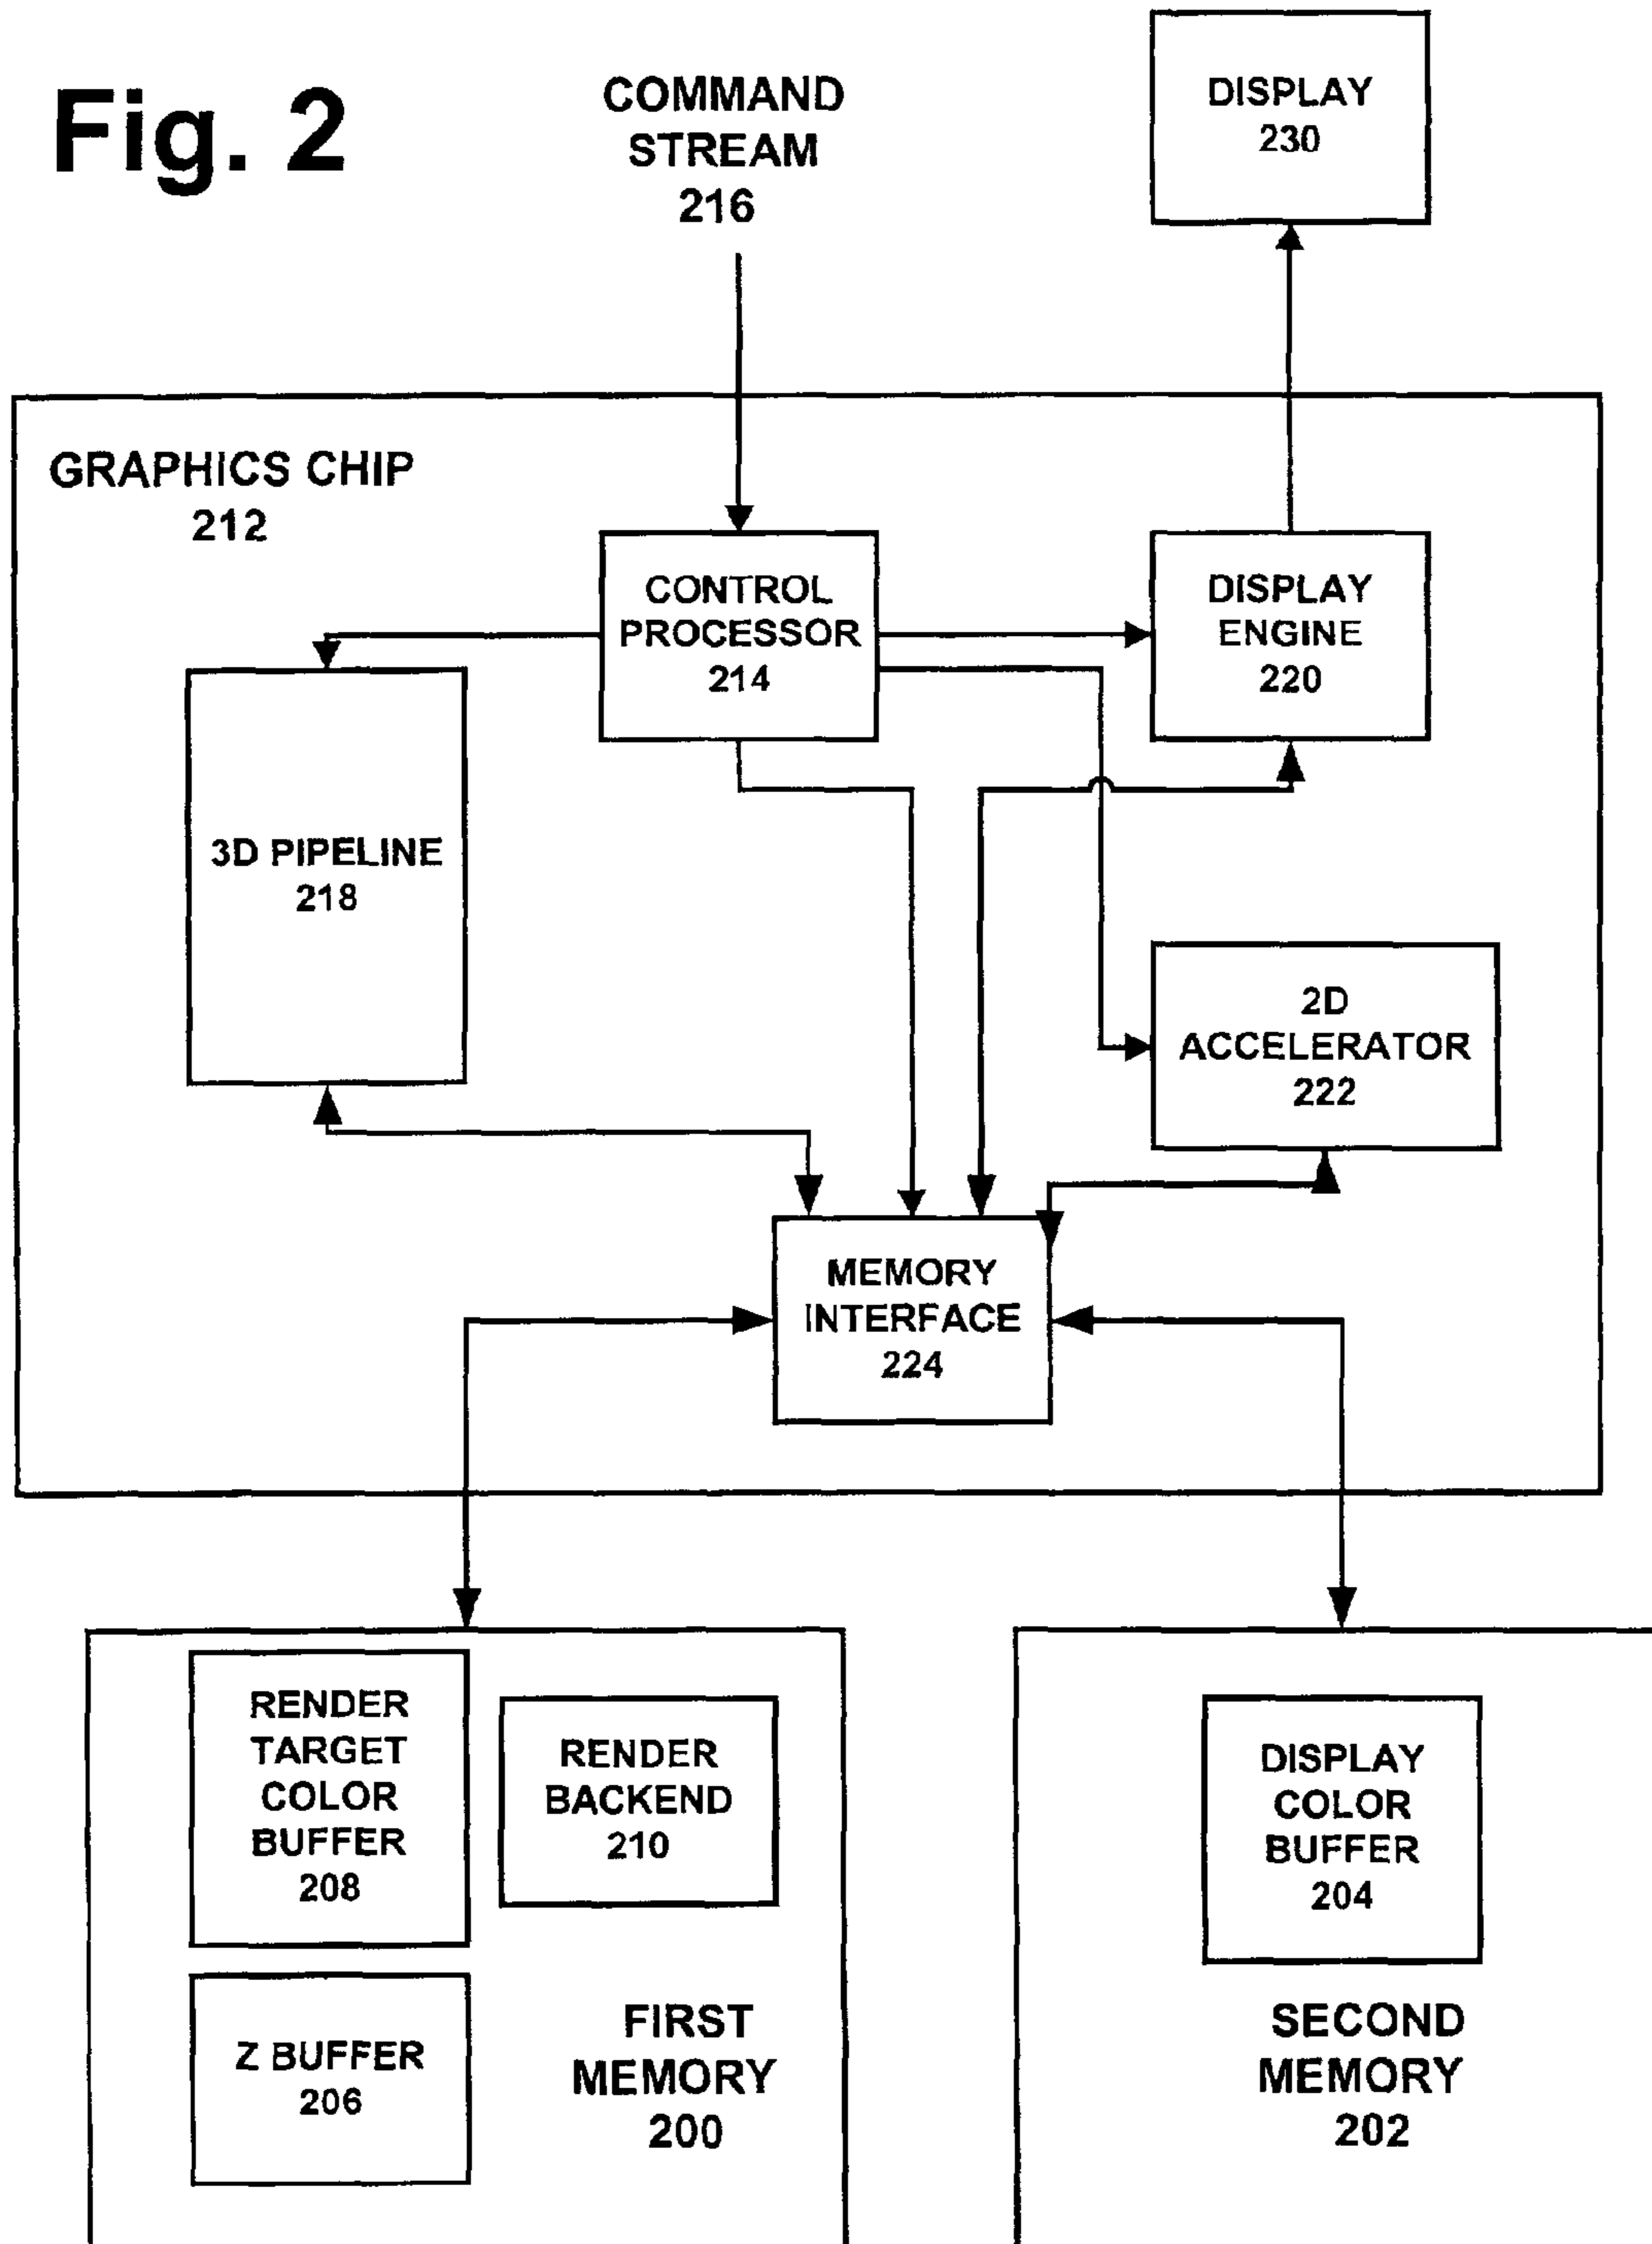 Fig. 2
COMMAND
STREAM
216
DISPLAY
230
GRAPHICS CHIP
212
CONTROL
PROCESSOR
214
DISPLAY
ENGINE
220
3D PIPELINE
218
2D
ACCELERATOR
222
MEMORY
INTERFACE
224
RENDER
TARGET
COLOR
BUFFER
208
RENDER
BACKEND
210
DISPLAY
COLOR
BUFFER
204
Z BUFFER
206
FIRST
MEMORY
200
SECOND
MEMORY
202